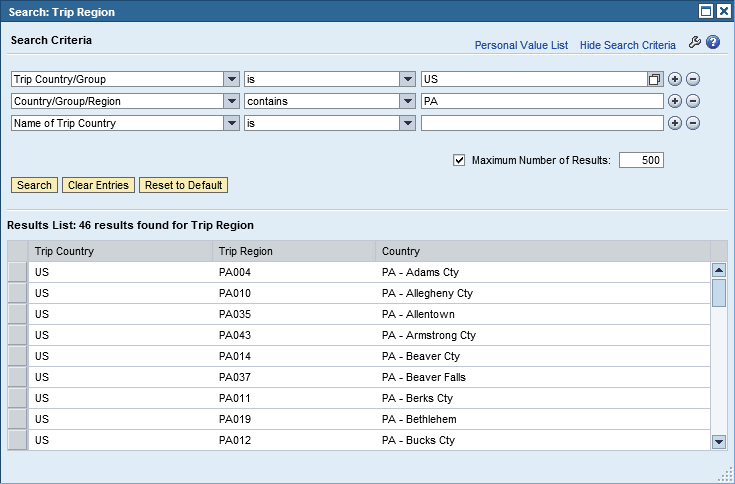 Search: Trip Region
Search Criteria
Personal Value List Hide Search Criteria
Trip Country/Group is US
Country/Group/Region contains PA
Name of Trip Country is
Maximum Number of Results: 500
Search Clear Entries Reset to Default
Results List: 46 results found for Trip Region
Trip Country Trip Region Country
US PA004 PA - Adams Cty
US PA010 PA - Allegheny Cty
US PA035 PA - Allentown
US PA043 PA - Armstrong Cty
US PA014 PA - Beaver Cty
US PA037 PA - Beaver Falls
US PA011 PA - Berks Cty
US PA019 PA - Bethlehem
US PA012 PA - Bucks Cty